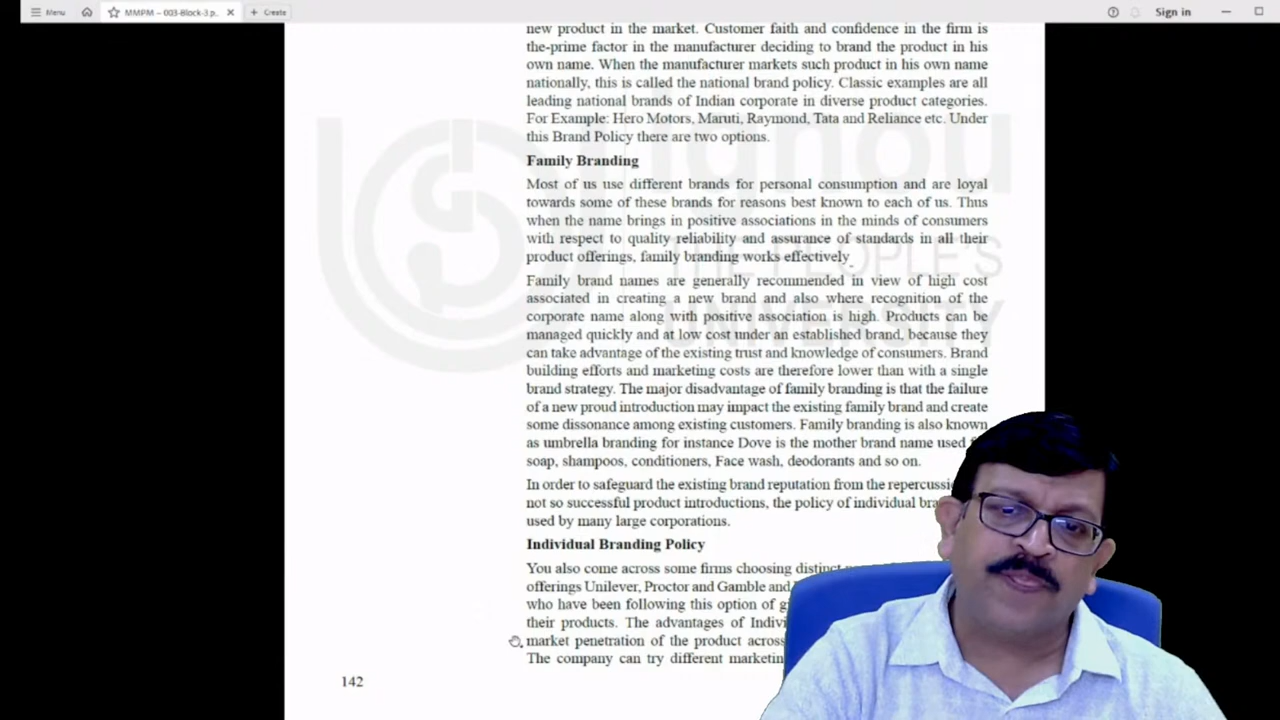 Menu
MMPM – 003-Block-3.p...
Create
Sign in
new product in the market. Customer faith and confidence in the firm is
the-prime factor in the manufacturer deciding to brand the product in his
own name. When the manufacturer markets such product in his own name
nationally, this is called the national brand policy. Classic examples are all
leading national brands of Indian corporate in diverse product categories.
For Example: Hero Motors, Maruti, Raymond, Tata and Reliance etc. Under
this Brand Policy there are two options.
Family Branding
Most of us use different brands for personal consumption and are loyal
towards some of these brands for reasons best known to each of us. Thus
when the name brings in positive associations in the minds of consumers
with respect to quality reliability and assurance of standards in all their
product offerings, family branding works effectively
Family brand names are generally recommended in view of high cost
associated in creating a new brand and also where recognition of the
corporate name along with positive association is high. Products can be
managed quickly and at low cost under an established brand, because they
can take advantage of the existing trust and knowledge of consumers. Brand
building efforts and marketing costs are therefore lower than with a single
brand strategy. The major disadvantage of family branding is that the failure
of a new proud introduction may impact the existing family brand and create
some dissonance among existing customers. Family branding is also known
as umbrella branding for instance Dove is the mother brand name used
soap, shampoos, conditioners, Face wash, deodorants and so on.
In order to safeguard the existing brand reputation from the
not so successful product introductions, the policy of individual
used by many large corporations.
Individual Branding Policy
You also come across some firms choosing distinct
offerings Unilever, Proctor and Gamble and
who have been following this option of
their products. The advantages of
market penetration of the product across
The company can try different
142
ignou
THE PEOPLE'S
UNIVERSITY